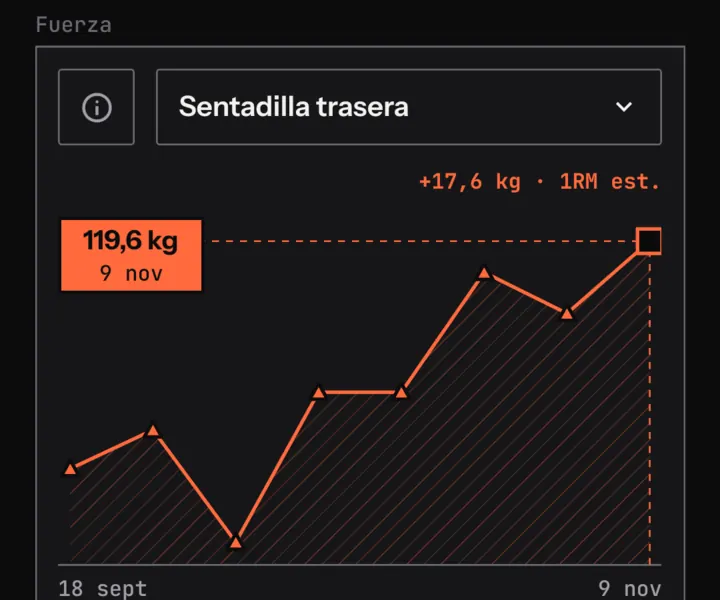 Fuerza
Sentadilla trasera
+17,6 kg · 1RM est.
119,6 kg
9 nov
18 sept
9 nov